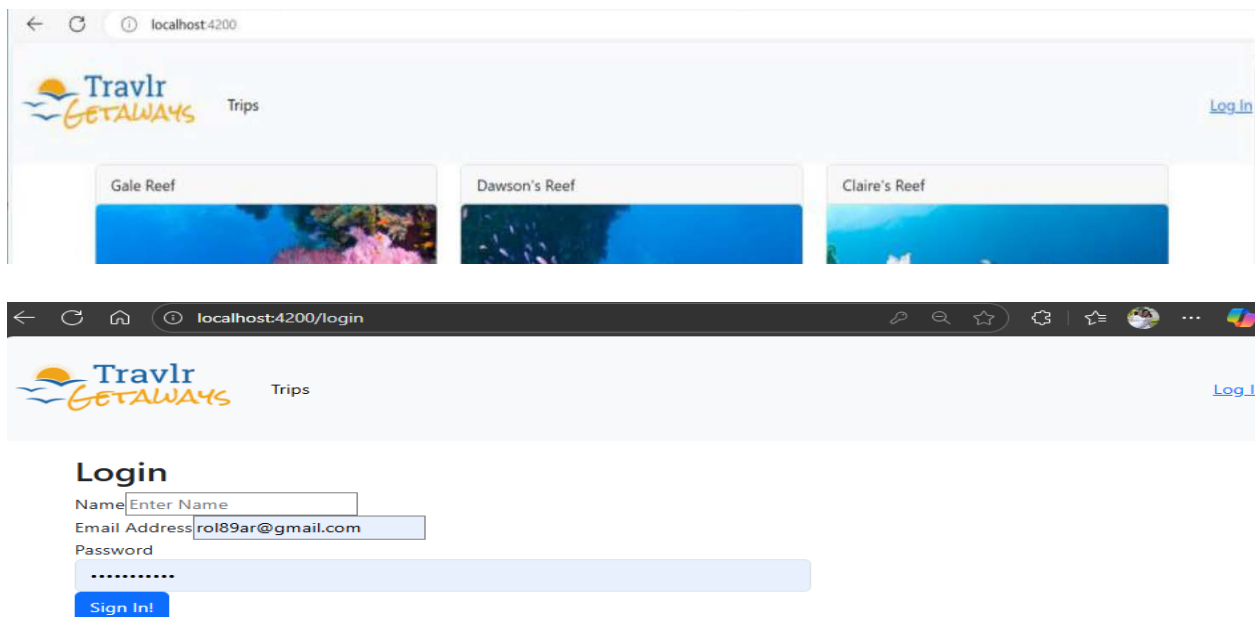 localhost:4200
Travlr
GETAWAYS
Trips
Log In
Gale Reef
Dawson's Reef
Claire's Reef
localhost:4200/login
Travlr
GETAWAYS
Trips
Log I
Login
Name Enter Name
Email Address rol89ar@gmail.com
Password
•••••••••••
Sign In!